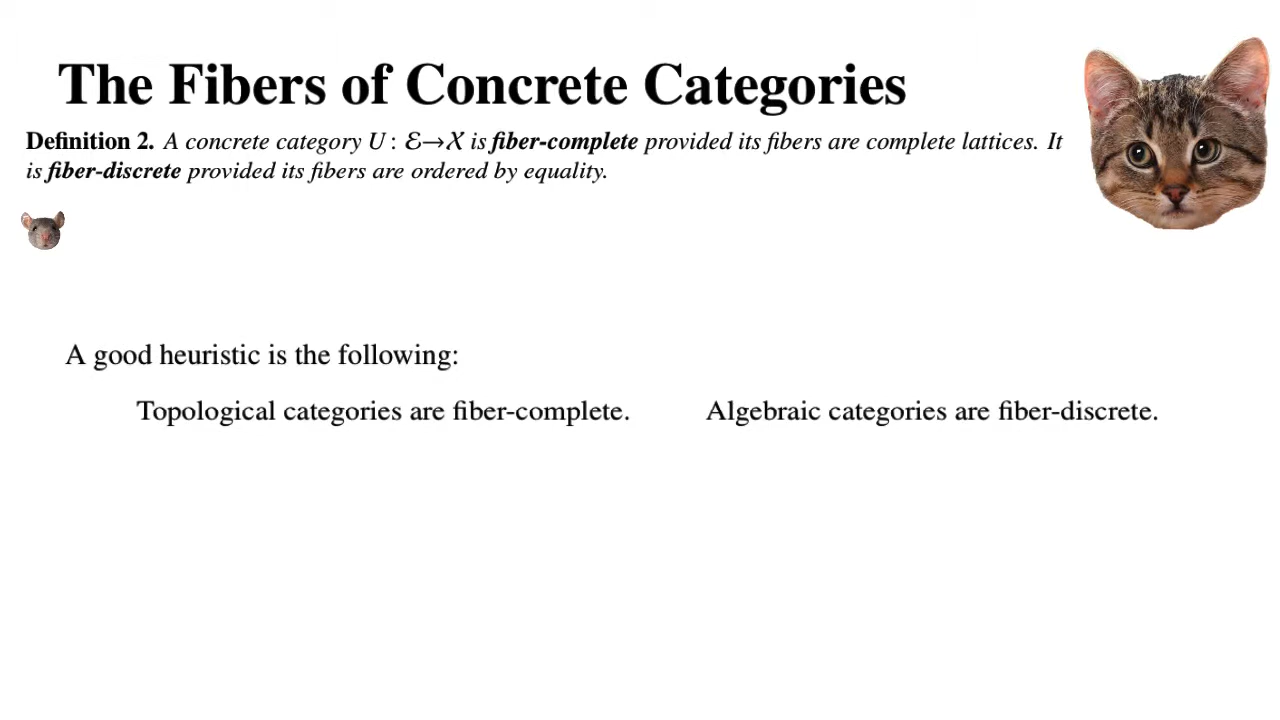 The Fibers of Concrete Categories
Definition 2. A concrete category U : ℰ→X is fiber-complete provided its fibers are complete lattices. It
is fiber-discrete provided its fibers are ordered by equality.
A good heuristic is the following:
Topological categories are fiber-complete. Algebraic categories are fiber-discrete.